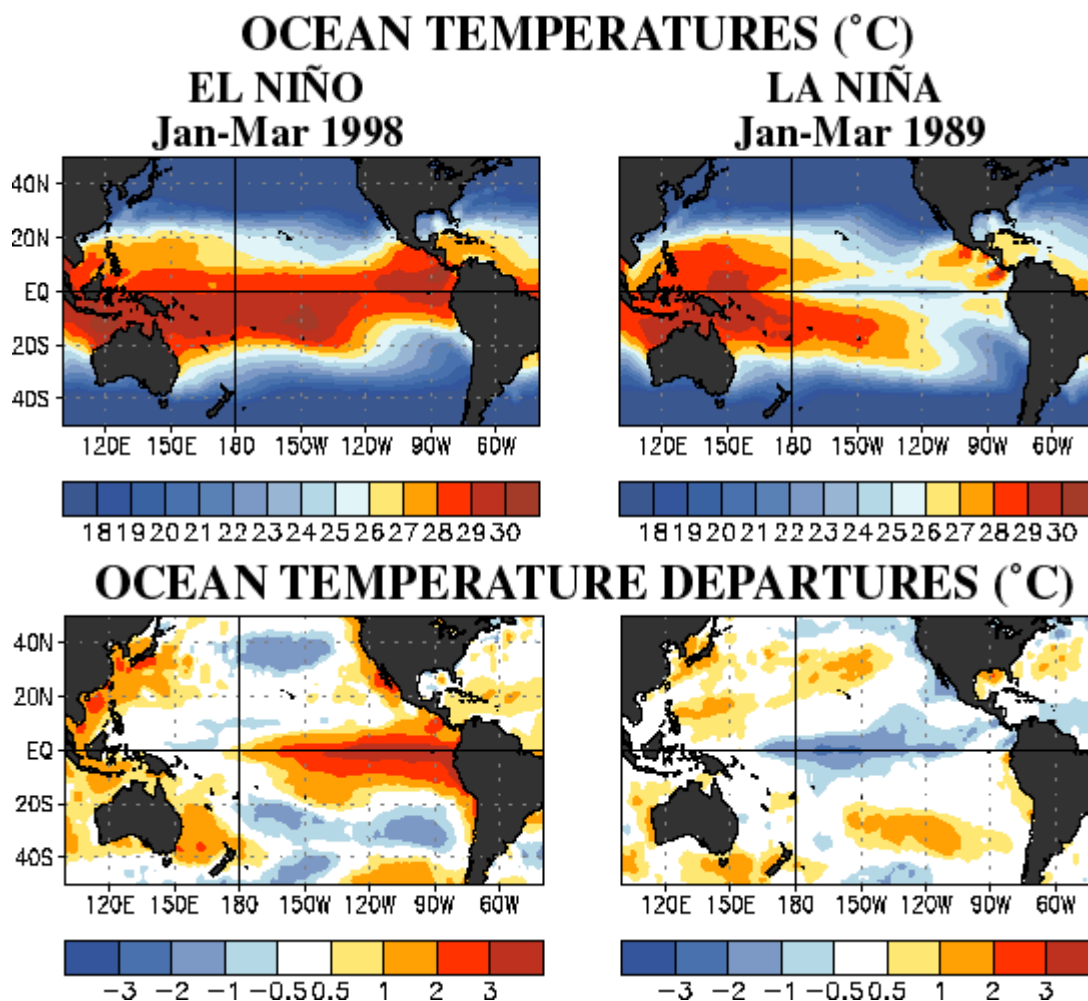 OCEAN TEMPERATURES (°C)
EL NIÑO
Jan-Mar 1998
LA NIÑA
Jan-Mar 1989
40N
20N
EQ
20S
40S
120E 150E 180 150W 120W 90W 60W
120E 150E 180 150W 120W 90W 60W
18 19 20 21 22 23 24 25 26 27 28 29 30
18 19 20 21 22 23 24 25 26 27 28 29 30
OCEAN TEMPERATURE DEPARTURES (°C)
40N
20N
EQ
20S
40S
120E 150E 180 150W 120W 90W 60W
120E 150E 180 150W 120W 90W 60W
-3 -2 -1 -0.5 0.5 1 2 3
-3 -2 -1 -0.5 0.5 1 2 3